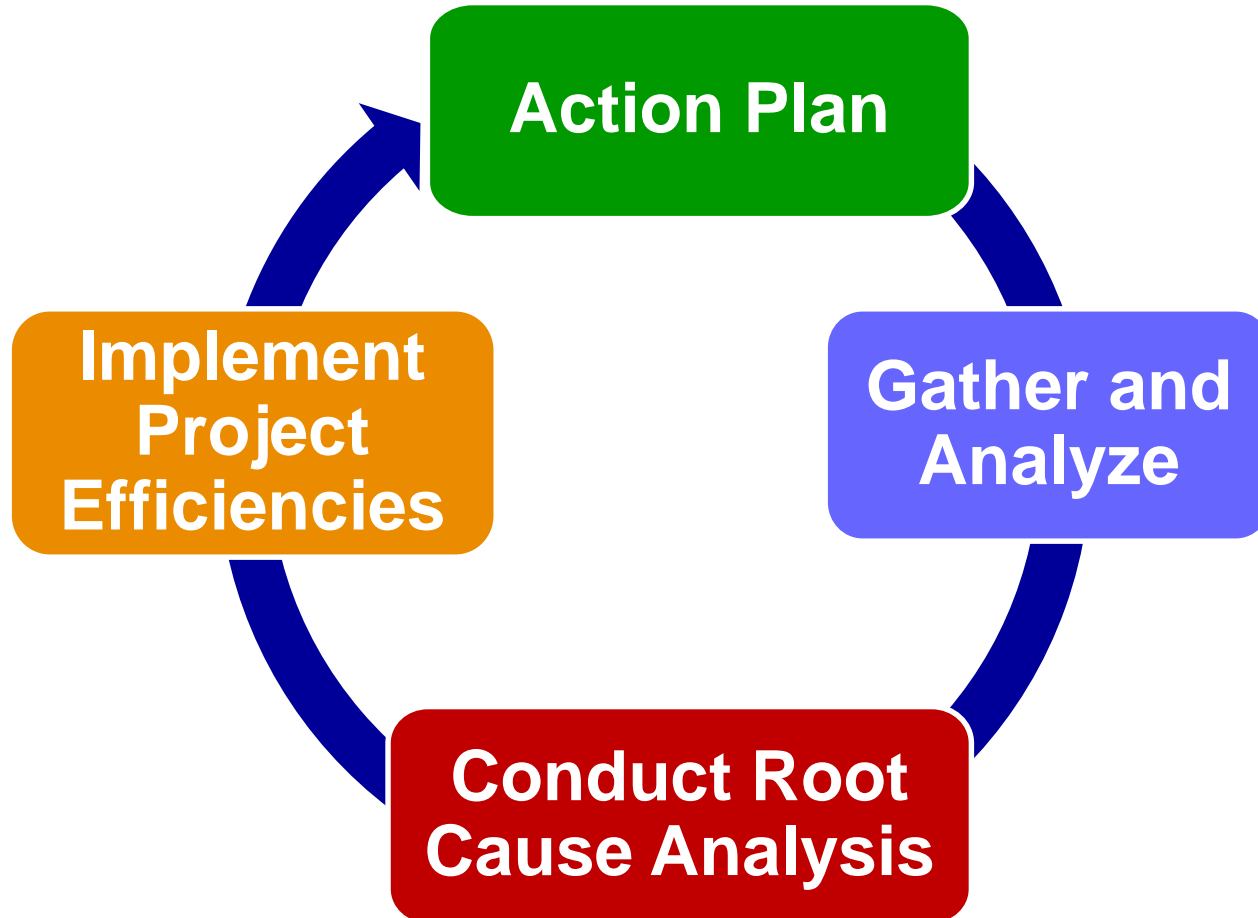 Action Plan
Gather and
Analyze
Conduct Root
Cause Analysis
Implement
Project
Efficiencies